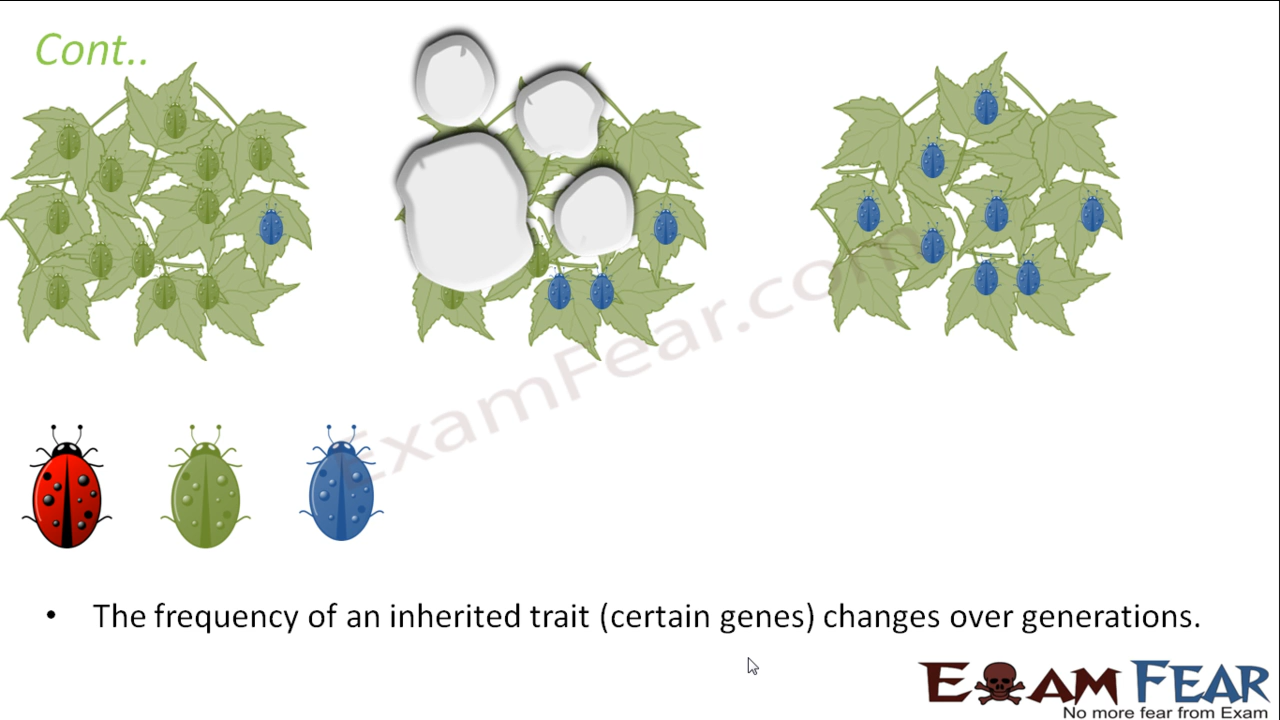 Cont..
ExamFear.com
• The frequency of an inherited trait (certain genes) changes over generations.
EXAM FEAR
No more fear from Exam